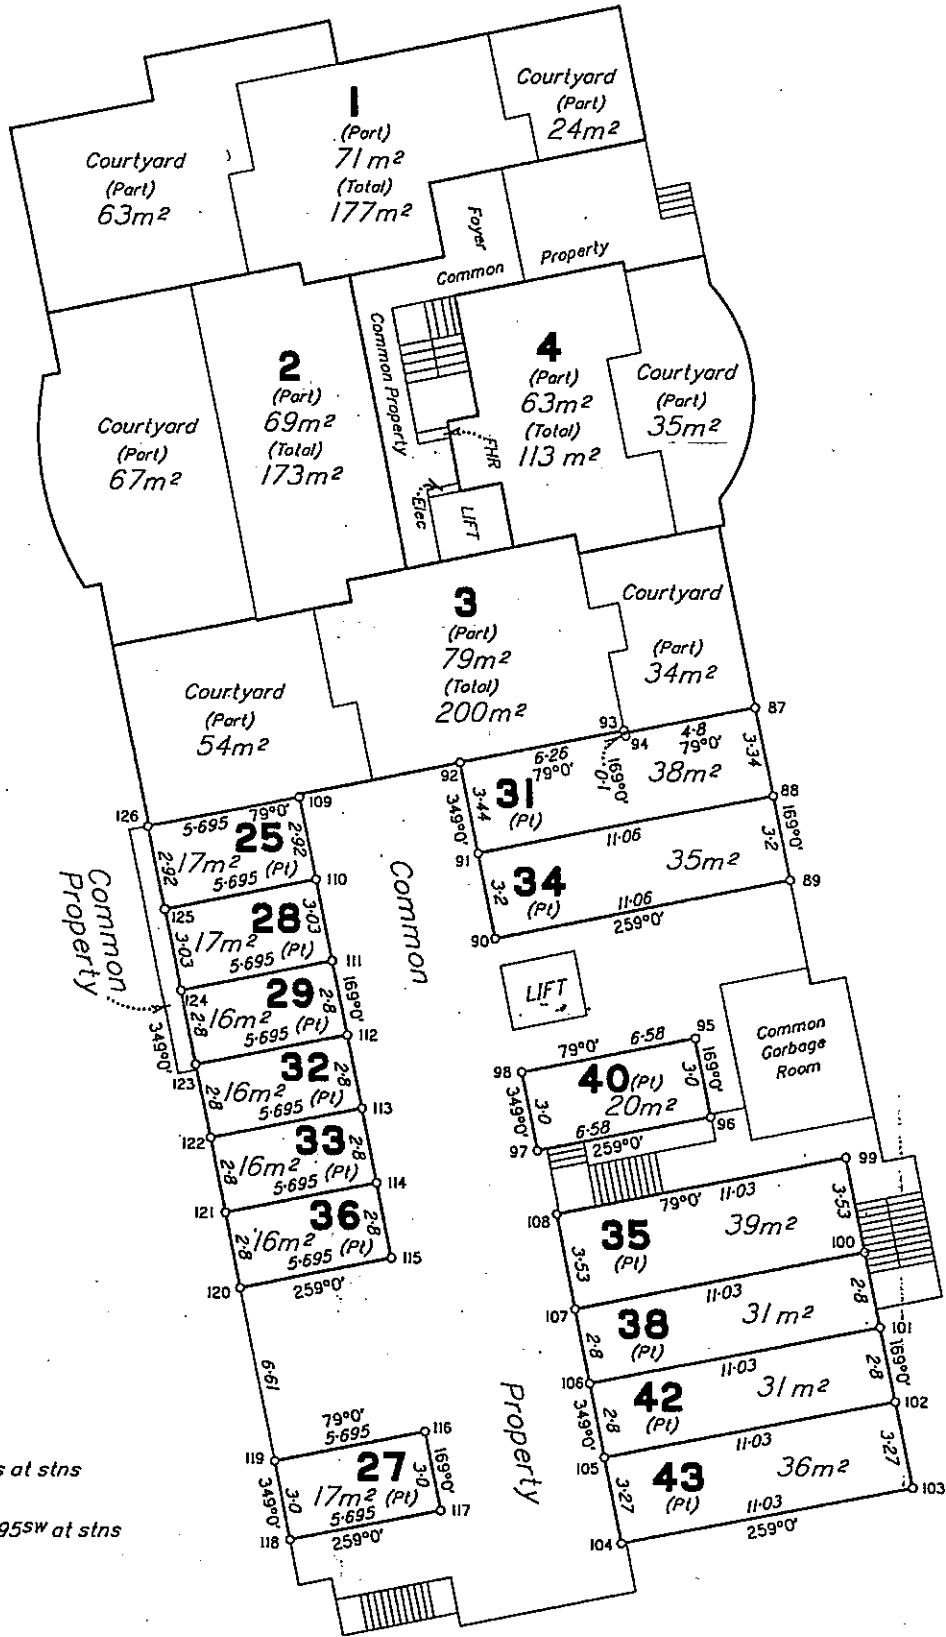 1
(Part)
71m²
(Total)
177m²
Courtyard
(Part)
24m²
Courtyard
(Part)
63m²
Foyer
Common Property
Common Property
2
(Part)
69m²
(Total)
173m²
Courtyard
(Part)
67m²
4
(Part)
63m²
(Total)
113m²
Courtyard
(Part)
35m²
FHR
Elec
LIFT
3
(Part)
79m²
(Total)
200m²
Courtyard
(Part)
34m²
Courtyard
(Part)
54m²
87
93
94
4·8
79°0'
3·34
92
6·26
79°0'
169°0'
0·1
38m²
31
(Pt)
3·44
349°0'
88
11·06
91
169°0'
3·2
35m²
34
(Pt)
3·2
89
11·06
259°0'
90
109
126
5·695
79°0'
25
(Pt)
17m²
2·92
2·92
5·695
110
125
28
(Pt)
17m²
3·03
3·03
5·695
111
124
29
(Pt)
16m²
2·8
2·8
169°0'
5·695
112
123
349°0'
Common
Property
Common
32
(Pt)
16m²
2·8
2·8
5·695
113
122
33
(Pt)
16m²
2·8
2·8
5·695
114
121
36
(Pt)
16m²
2·8
2·8
5·695
115
120
259°0'
LIFT
Common
Garbage
Room
95
79°0'
6·58
98
40 (Pt)
20m²
349°0'
3·0
3·0
169°0'
96
6·58
259°0'
97
99
11·03
79°0'
108
35
(Pt)
39m²
3·53
3·53
100
11·03
107
38
(Pt)
31m²
2·8
2·8
101
11·03
106
42
(Pt)
31m²
349°0'
2·8
2·8
169°0'
102
11·03
105
43
(Pt)
36m²
3·27
3·27
103
11·03
259°0'
104
Property
6·61
79°0'
5·695
116
119
27
(Pt)
17m²
349°0'
3·0
3·0
169°0'
117
5·695
259°0'
118
s at stns
95SW at stns